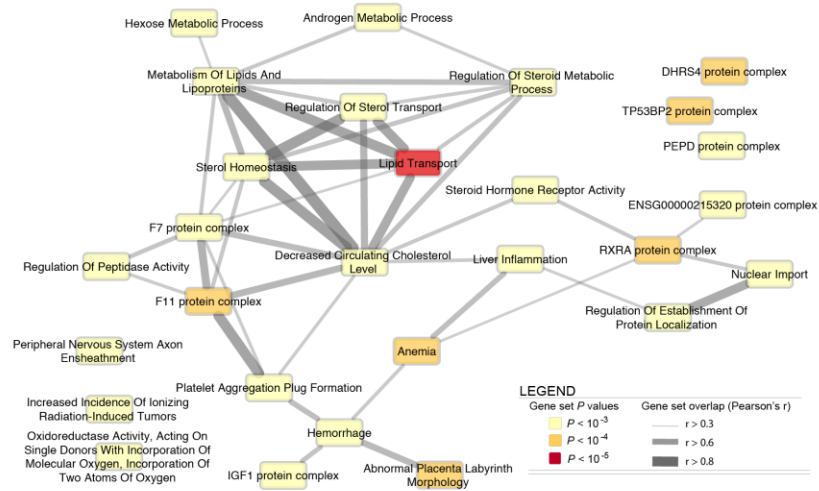 Hexose Metabolic Process
Androgen Metabolic Process
Metabolism Of Lipids And
Lipoproteins
Regulation Of Steroid Metabolic
Process
DHRS4 protein complex
Regulation Of Sterol Transport
TP53BP2 protein complex
PEPD protein complex
Sterol Homeostasis
Lipid Transport
Steroid Hormone Receptor Activity
ENSG00000215320 protein complex
F7 protein complex
RXRA protein complex
Regulation Of Peptidase Activity
Decreased Circulating Cholesterol
Level
Liver Inflammation
Nuclear Import
F11 protein complex
Regulation Of Establishment Of
Protein Localization
Peripheral Nervous System Axon
Ensheathment
Anemia
Platelet Aggregation Plug Formation
Increased Incidence Of Ionizing
Radiation-Induced Tumors
Hemorrhage
Oxidoreductase Activity, Acting On
Single Donors With Incorporation Of
Molecular Oxygen, Incorporation Of
Two Atoms Of Oxygen
IGF1 protein complex
Abnormal Placenta Labyrinth
Morphology
LEGEND
Gene set P values
P < 10⁻³
P < 10⁻⁴
P < 10⁻⁵
Gene set overlap (Pearson's r)
r > 0.3
r > 0.6
r > 0.8